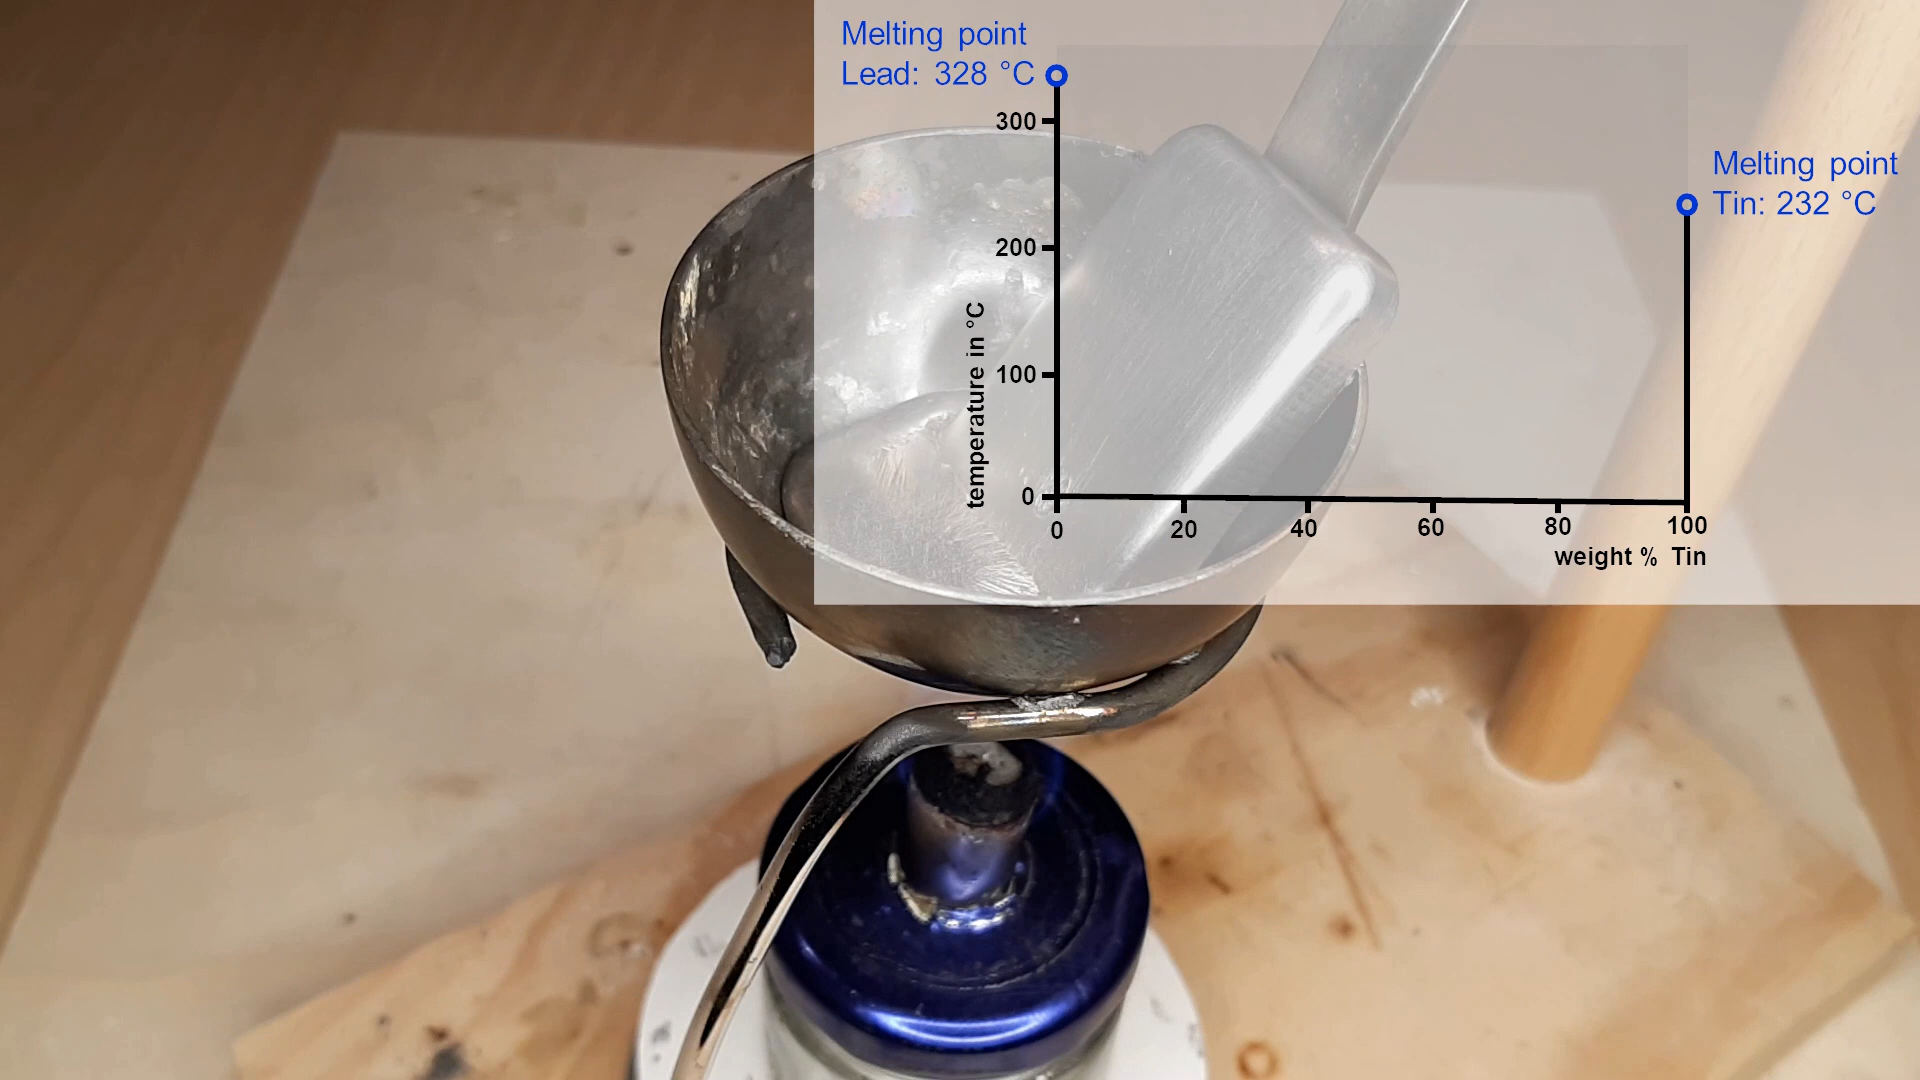 Melting point
Lead: 328 °C
300
Melting point
Tin: 232 °C
200
temperature in °C
100
0
0 20 40 60 80 100
weight % Tin